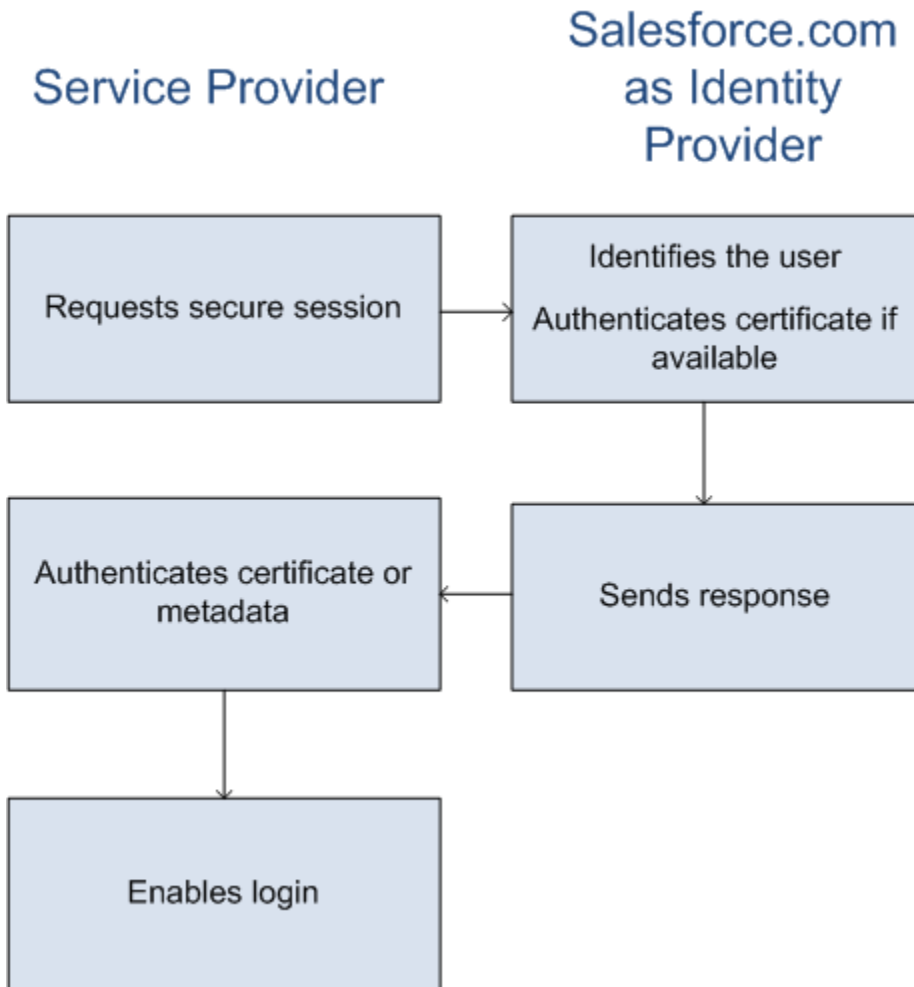 Service Provider
Salesforce.com
as Identity
Provider
Requests secure session
Identifies the user
Authenticates certificate if
available
Authenticates certificate or
metadata
Sends response
Enables login